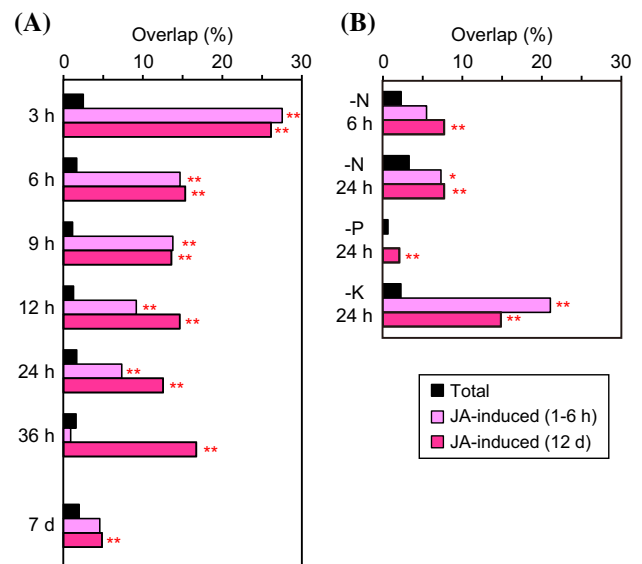 (A)
Overlap (%)
0 10 20 30
3 h
**
**
6 h
**
**
9 h
**
**
12 h
**
**
24 h
**
**
36 h
**
7 d
**
(B)
Overlap (%)
0 10 20 30
-N
6 h
**
-N
24 h
*
**
-P
24 h
**
-K
24 h
**
**
Total
JA-induced (1-6 h)
JA-induced (12 d)